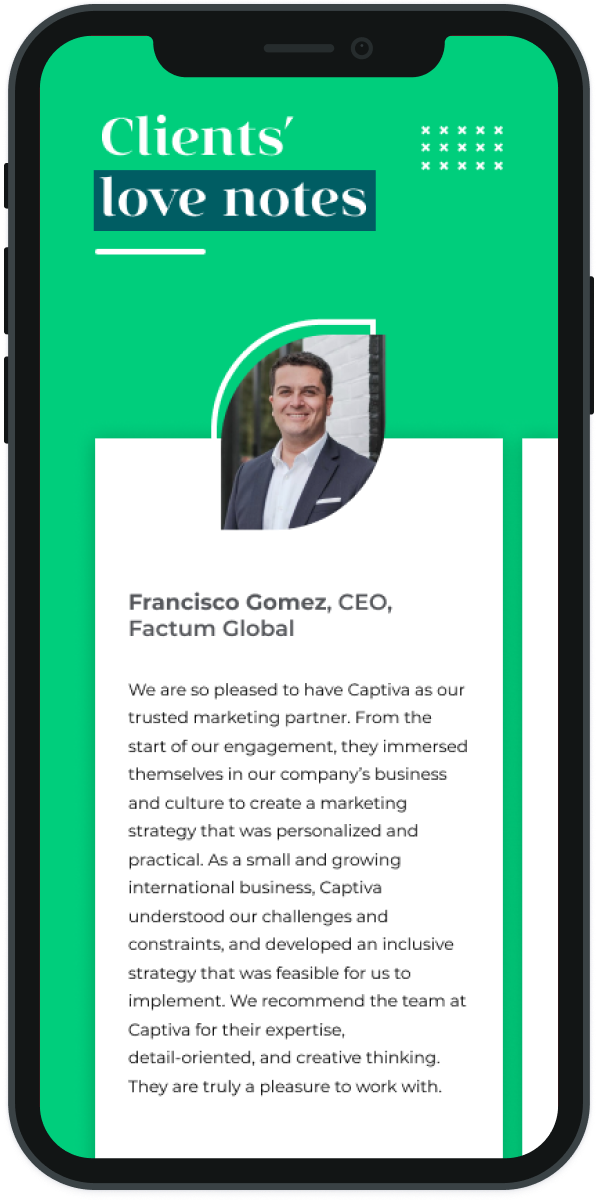 Clients’
love notes
Francisco Gomez, CEO,
Factum Global
We are so pleased to have Captiva as our
trusted marketing partner. From the
start of our engagement, they immersed
themselves in our company’s business
and culture to create a marketing
strategy that was personalized and
practical. As a small and growing
international business, Captiva
understood our challenges and
constraints, and developed an inclusive
strategy that was feasible for us to
implement. We recommend the team at
Captiva for their expertise,
detail-oriented, and creative thinking.
They are truly a pleasure to work with.